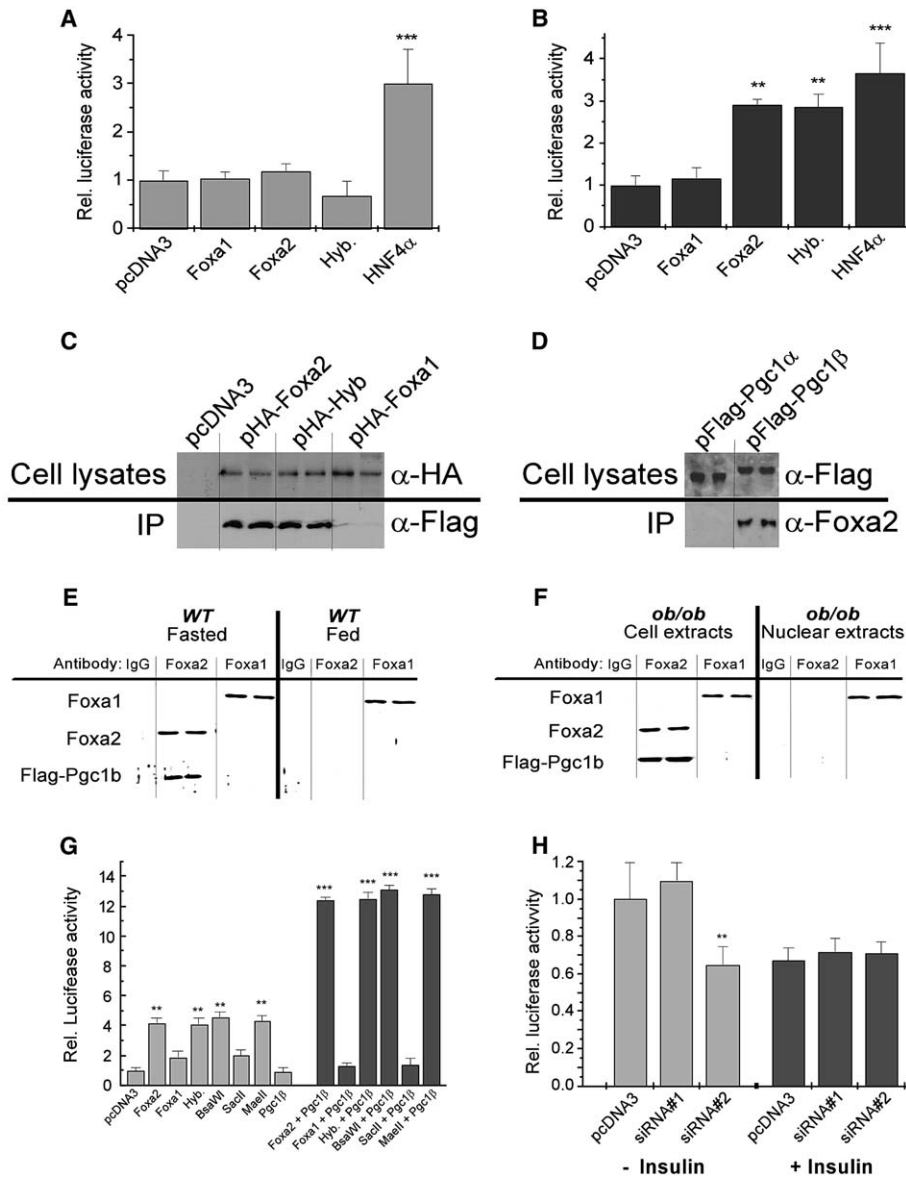 A
Rel. luciferase activity
4
3
2
1
0
***
pcDNA3
Foxa1
Foxa2
Hyb.
HNF4α
B
Rel. luciferase activity
4
3
2
1
0
** ** ***
pcDNA3
Foxa1
Foxa2
Hyb.
HNF4α
C
pcDNA3
pHA-Foxa2
pHA-Hyb
pHA-Foxa1
Cell lysates α-HA
IP α-Flag
D
pFlag-Pgc1α
pFlag-Pgc1β
Cell lysates α-Flag
IP α-Foxa2
E
WT
Fasted
WT
Fed
Antibody: IgG Foxa2 Foxa1 IgG Foxa2 Foxa1
Foxa1
Foxa2
Flag-Pgc1b
F
ob/ob
Cell extracts
ob/ob
Nuclear extracts
Antibody: IgG Foxa2 Foxa1 IgG Foxa2 Foxa1
Foxa1
Foxa2
Flag-Pgc1b
G
Rel. Lucifease activity
14
12
10
8
6
4
2
0
** ** ** ** *** *** *** ***
pcDNA3
Foxa2
Foxa1
Hyb.
BsaWI
SacII
MaeII
Pgc1β
Foxa2 + Pgc1β
Foxa1 + Pgc1β
Hyb. + Pgc1β
BsaWI + Pgc1β
SacII + Pgc1β
MaeII + Pgc1β
H
Rel. luciferase activvity
1.2
1.0
0.8
0.6
0.4
0.2
0.0
**
pcDNA3
siRNA#1
siRNA#2
pcDNA3
siRNA#1
siRNA#2
- Insulin + Insulin